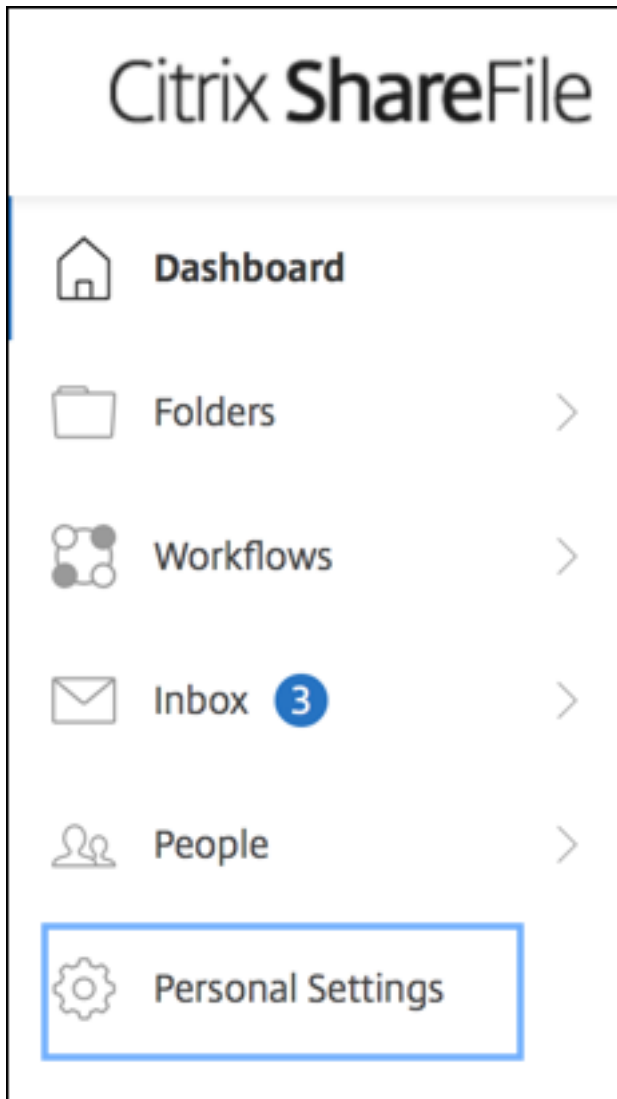 Citrix ShareFile
Dashboard
Folders
Workflows
Inbox 3
People
Personal Settings